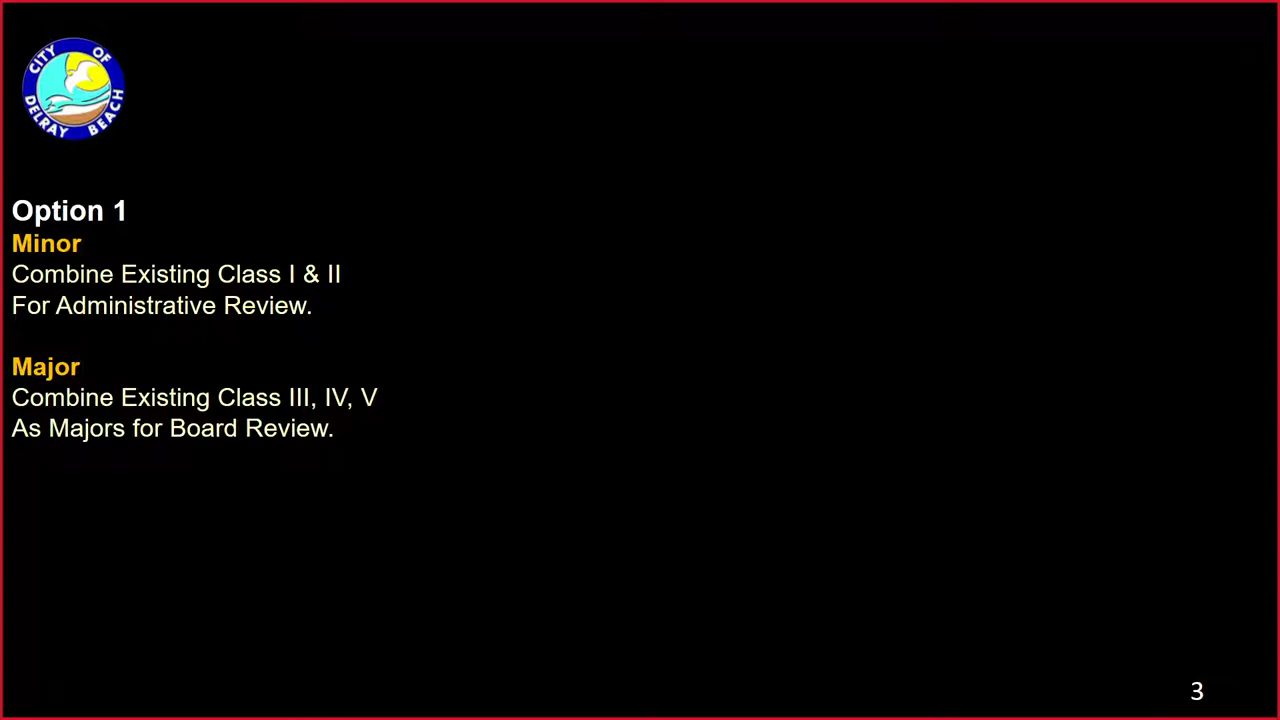 CITY OF
DELRAY BEACH
Option 1
Minor
Combine Existing Class I & II
For Administrative Review.
Major
Combine Existing Class III, IV, V
As Majors for Board Review.
3